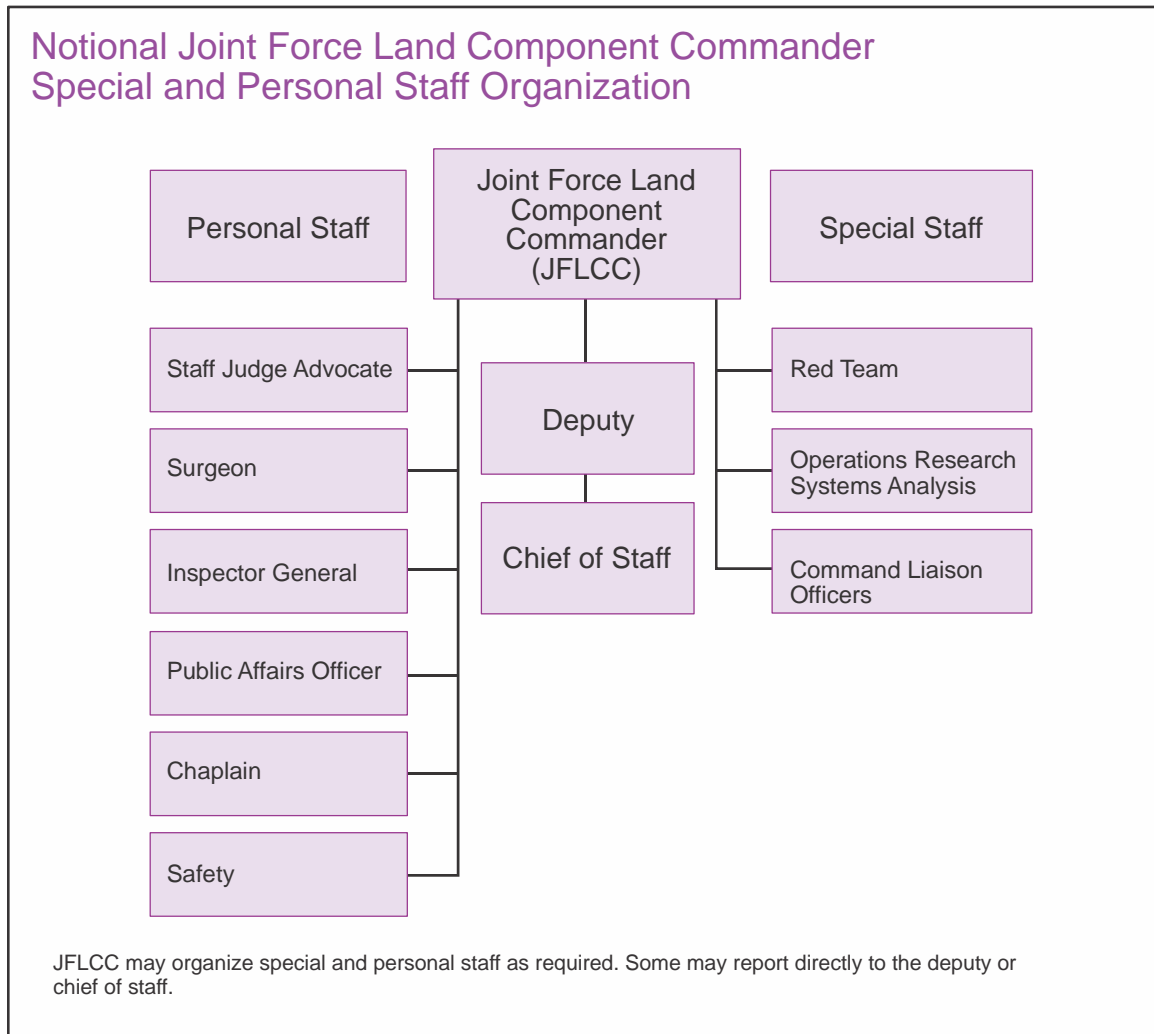 Notional Joint Force Land Component Commander
Special and Personal Staff Organization
Personal Staff
Joint Force Land
Component
Commander
(JFLCC)
Special Staff
Staff Judge Advocate
Surgeon
Inspector General
Public Affairs Officer
Chaplain
Safety
Deputy
Chief of Staff
Red Team
Operations Research
Systems Analysis
Command Liaison
Officers
JFLCC may organize special and personal staff as required. Some may report directly to the deputy or
chief of staff.